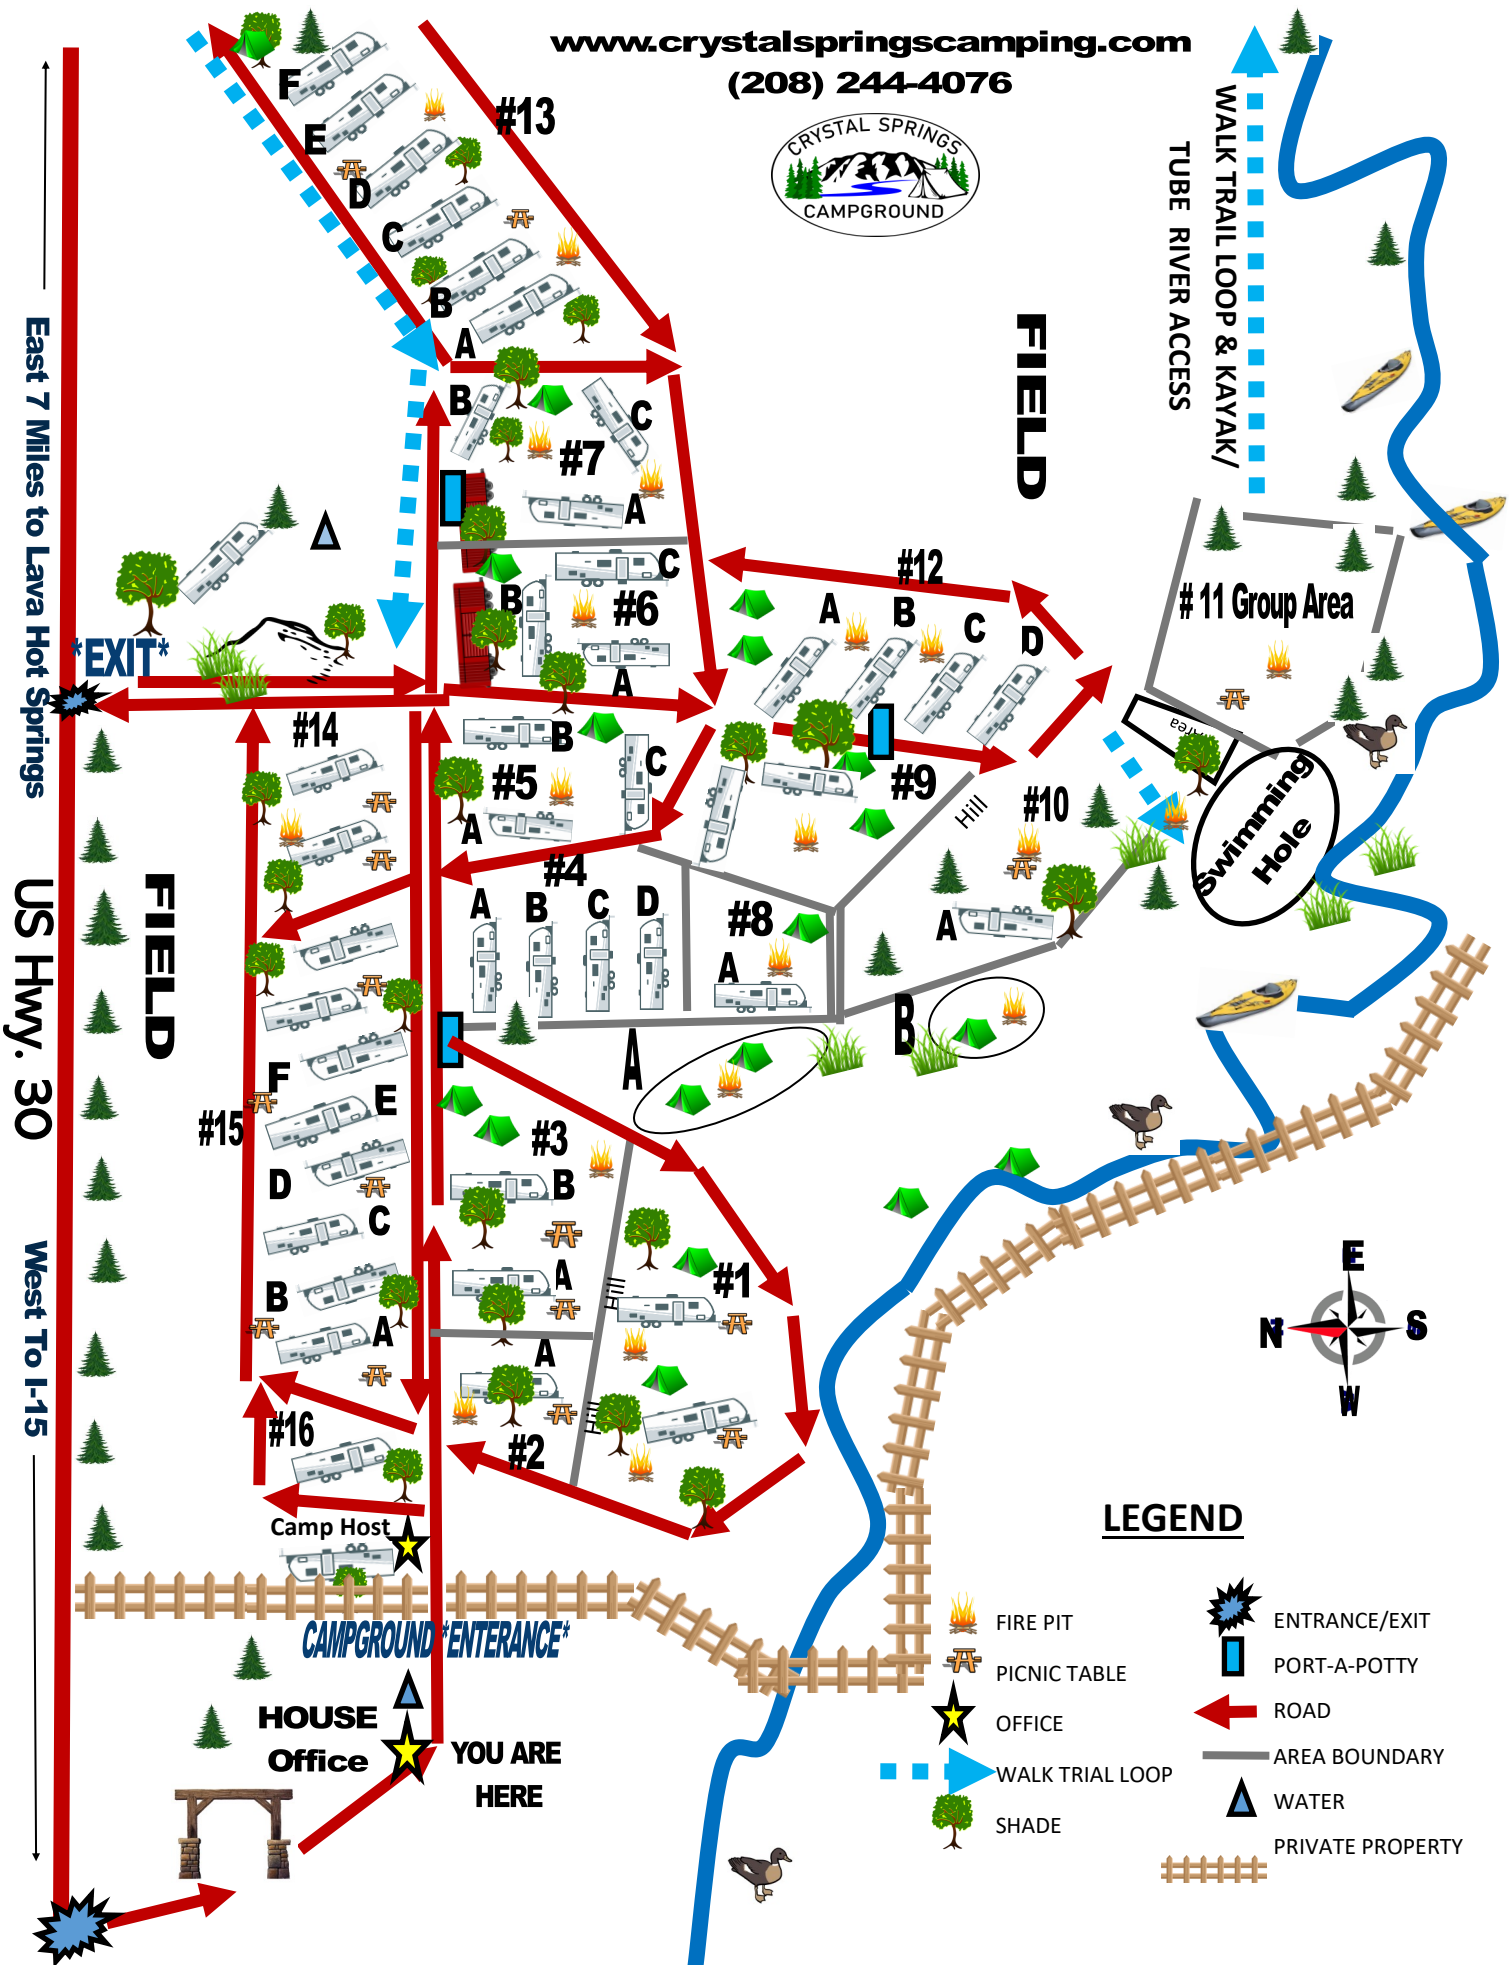 www.crystalspringscamping.com
(208) 244-4076
CRYSTAL SPRINGS
CAMPGROUND
WALK TRAIL LOOP & KAYAK/
TUBE RIVER ACCESS
#13
F
E
D
C
B
A
FIELD
B
C
#7
A
C
B
#6
A
East 7 Miles to Lava Hot Springs
US Hwy. 30
West To I-15
*EXIT*
#12
A
B
C
D
# 11 Group Area
Area
Swimming
Hole
#14
B
C
#5
A
#9
Hill
#10
A
#4
A
B
C
D
#8
A
FIELD
A
B
F
E
#15
D
C
B
A
#3
B
A
Hill
#1
A
Hill
#2
#16
Camp Host
CAMPGROUND *ENTERANCE*
HOUSE
Office
YOU ARE
HERE
E
N
S
W
LEGEND
FIRE PIT
PICNIC TABLE
OFFICE
WALK TRIAL LOOP
SHADE
ENTRANCE/EXIT
PORT-A-POTTY
ROAD
AREA BOUNDARY
WATER
PRIVATE PROPERTY